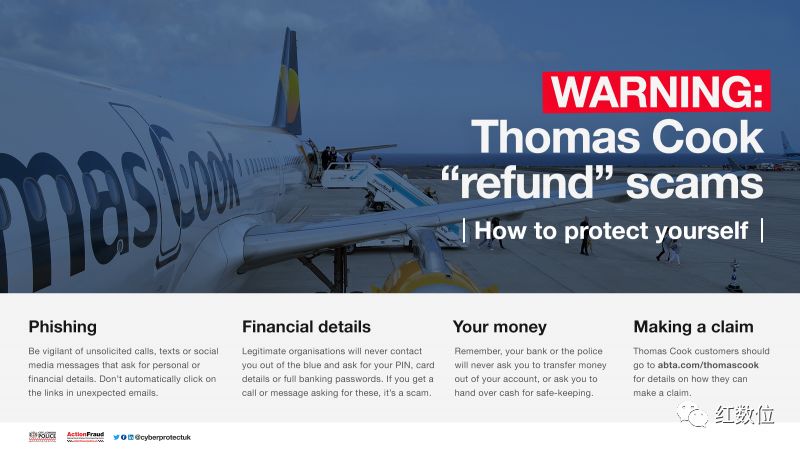 WARNING:
Thomas Cook
“refund” scams
How to protect yourself
mas Cook
Phishing
Be vigilant of unsolicited calls, texts or social
media messages that ask for personal or
financial details. Don’t automatically click on
the links in unexpected emails.
Financial details
Legitimate organisations will never contact
you out of the blue and ask for your PIN, card
details or full banking passwords. If you get a
call or message asking for these, it’s a scam.
Your money
Remember, your bank or the police
will never ask you to transfer money
out of your account, or ask you to
hand over cash for safe-keeping.
Making a claim
Thomas Cook customers should
go to abta.com/thomascook
for details on how they can
make a claim.
POLICE
ActionFraud
@cyberprotectuk
红数位